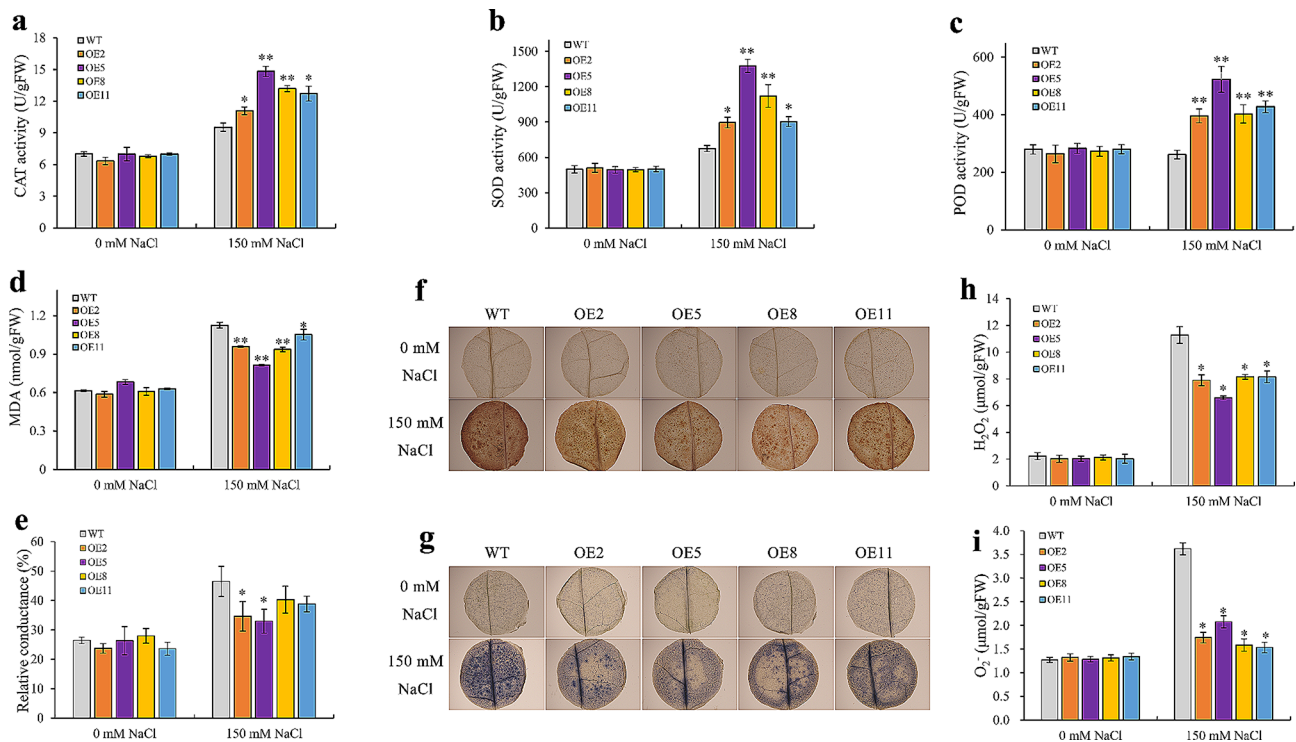 a
CAT activity (U/gFW)
18
15
12
9
6
3
0
WT
OE2
OE5
OE8
OE11
*
**
**
*
0 mM NaCl
150 mM NaCl
b
SOD activity (U/gFW)
1500
1200
900
600
300
0
WT
OE2
OE5
OE8
OE11
*
**
**
*
0 mM NaCl
150 mM NaCl
c
POD activity (U/gFW)
600
400
200
0
WT
OE2
OE5
OE8
OE11
**
**
**
**
0 mM NaCl
150 mM NaCl
d
MDA (nmol/gFW)
1.2
0.9
0.6
0.3
0
WT
OE2
OE5
OE8
OE11
**
**
**
*
0 mM NaCl
150 mM NaCl
e
Relative conductance (%)
60
50
40
30
20
10
0
WT
OE2
OE5
OE8
OE11
*
*
0 mM NaCl
150 mM NaCl
f
WT OE2 OE5 OE8 OE11
0 mM
NaCl
150 mM
NaCl
g
WT OE2 OE5 OE8 OE11
0 mM
NaCl
150 mM
NaCl
h
H₂O₂ (μmol/gFW)
14
12
10
8
6
4
2
0
WT
OE2
OE5
OE8
OE11
*
*
*
*
0 mM NaCl
150 mM NaCl
i
O₂⁻ (μmol/gFW)
4.0
3.5
3.0
2.5
2.0
1.5
1.0
0.5
0.0
WT
OE2
OE5
OE8
OE11
*
*
*
*
0 mM NaCl
150 mM NaCl